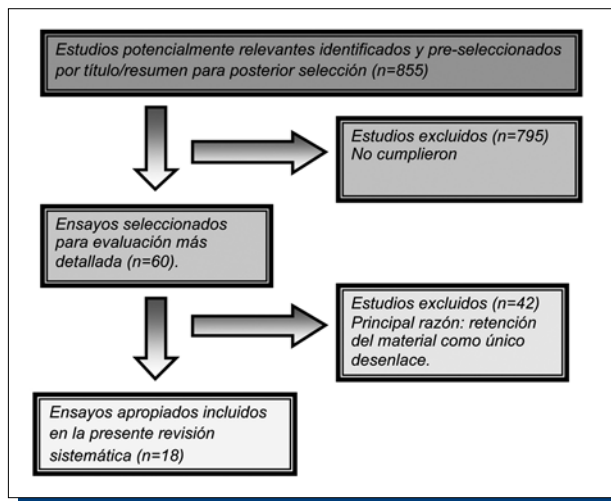 Estudios potencialmente relevantes identificados y pre-seleccionados
por título/resumen para posterior selección (n=855)
Estudios excluidos (n=795)
No cumplieron
Ensayos seleccionados
para evaluación más
detallada (n=60).
Estudios excluidos (n=42)
Principal razón: retención
del material como único
desenlace.
Ensayos apropiados incluidos
en la presente revisión
sistemática (n=18)